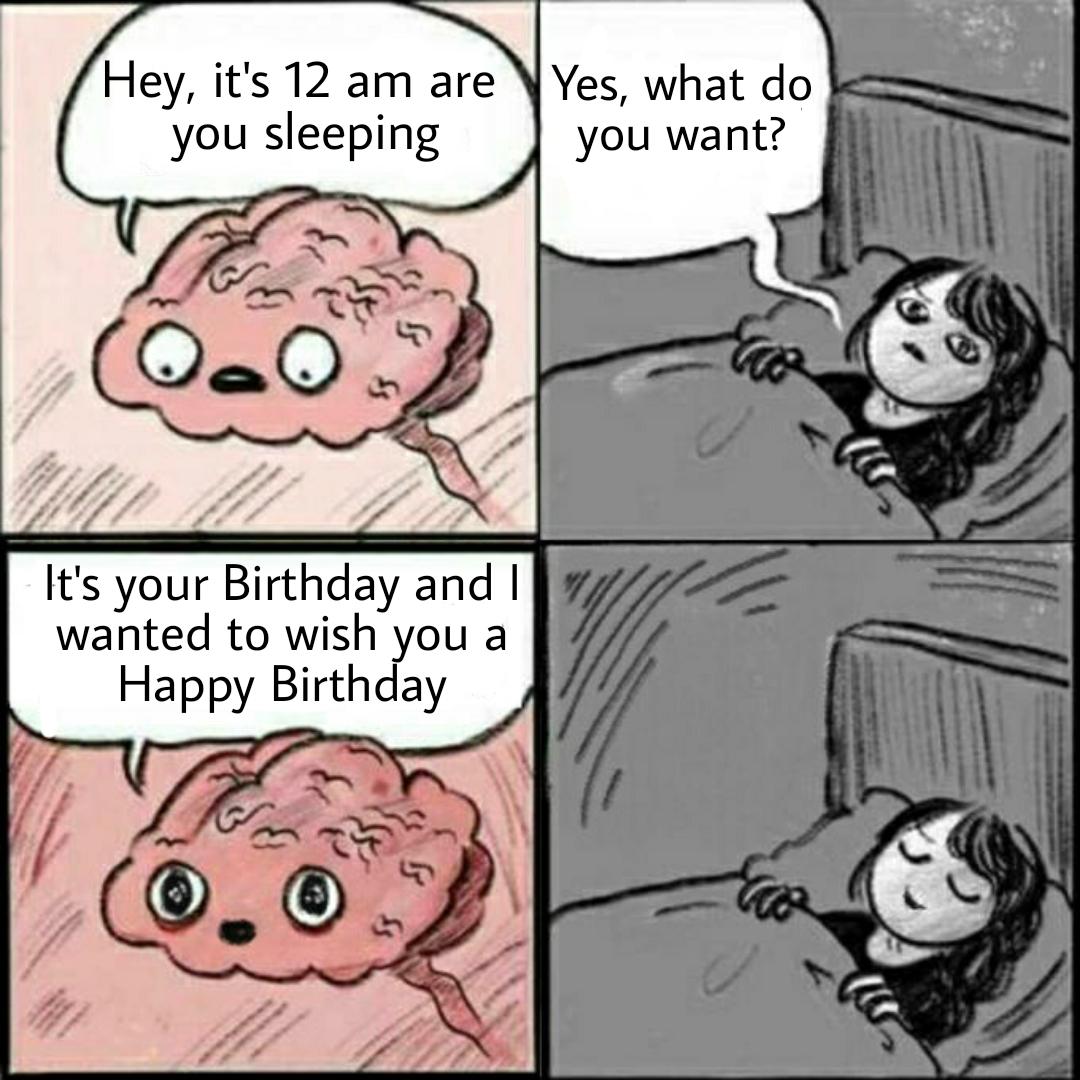 Hey, it's 12 am are
you sleeping
Yes, what do
you want?
It's your Birthday and I
wanted to wish you a
Happy Birthday